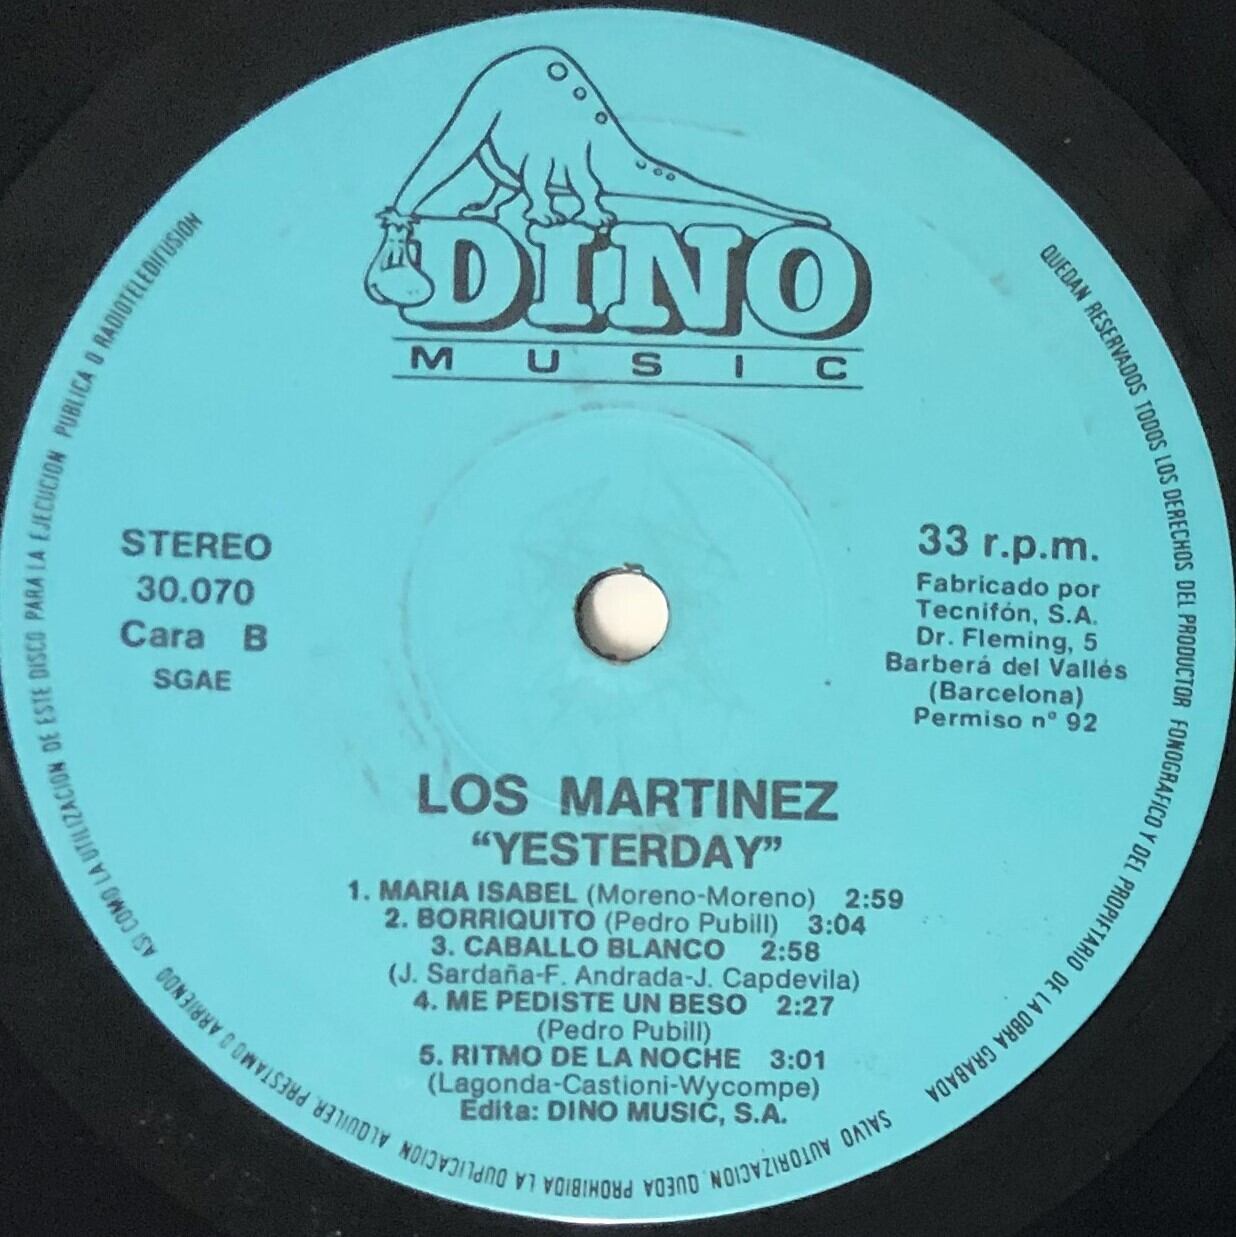 DINO
MUSIC
STEREO
30.070
Cara B
SGAE
33 r.p.m.
Fabricado por
Tecnifón, S.A.
Dr. Fleming, 5
Barberá del Vallés
(Barcelona)
Permiso n° 92
LOS MARTINEZ
“YESTERDAY”
1. MARIA ISABEL (Moreno-Moreno) 2:59
2. BORRIQUITO (Pedro Pubill) 3:04
3. CABALLO BLANCO 2:58
(J. Sardaña-F. Andrada-J. Capdevila)
4. ME PEDISTE UN BESO 2:27
(Pedro Pubill)
5. RITMO DE LA NOCHE 3:01
(Lagonda-Castioni-Wycompe)
Edita: DINO MUSIC, S.A.
QUEDAN RESERVADOS TODOS LOS DERECHOS DEL PRODUCTOR FONOGRAFICO Y DEL PROPIETARIO DE LA OBRA GRABADA
SALVO AUTORIZACION QUEDA PROHIBIDA LA DUPLICACION ALQUILER, PRESTAMO O ARRIENDO ASI COMO LA UTILIZACION DE ESTE DISCO PARA LA EJECUCION PUBLICA O RADIOTELEDIFUSION